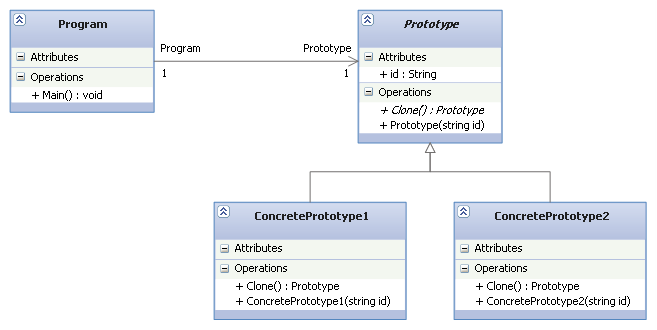 Program
Attributes
Operations
+ Main() : void
Program
1
Prototype
1
Prototype
Attributes
+ id : String
Operations
+ Clone() : Prototype
+ Prototype(string id)
ConcretePrototype1
Attributes
Operations
+ Clone() : Prototype
+ ConcretePrototype1(string id)
ConcretePrototype2
Attributes
Operations
+ Clone() : Prototype
+ ConcretePrototype2(string id)